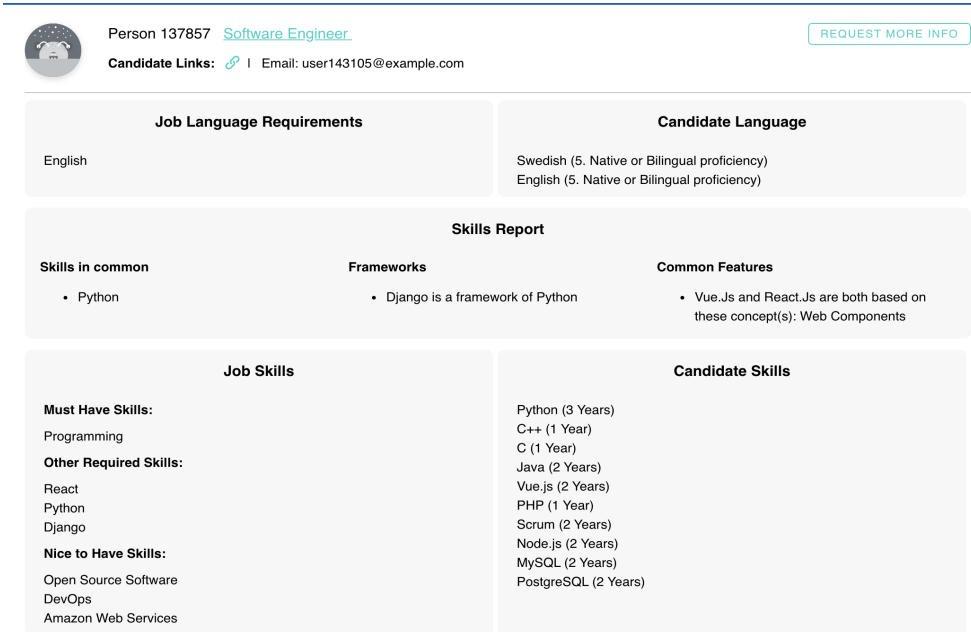 Person 137857 Software Engineer
REQUEST MORE INFO
Candidate Links: | Email: user143105@example.com
Job Language Requirements
English
Candidate Language
Swedish (5. Native or Bilingual proficiency)
English (5. Native or Bilingual proficiency)
Skills Report
Skills in common
• Python
Frameworks
• Django is a framework of Python
Common Features
• Vue.Js and React.Js are both based on
these concept(s): Web Components
Job Skills
Must Have Skills:
Programming
Other Required Skills:
React
Python
Django
Nice to Have Skills:
Open Source Software
DevOps
Amazon Web Services
Candidate Skills
Python (3 Years)
C++ (1 Year)
C (1 Year)
Java (2 Years)
Vue.js (2 Years)
PHP (1 Year)
Scrum (2 Years)
Node.js (2 Years)
MySQL (2 Years)
PostgreSQL (2 Years)